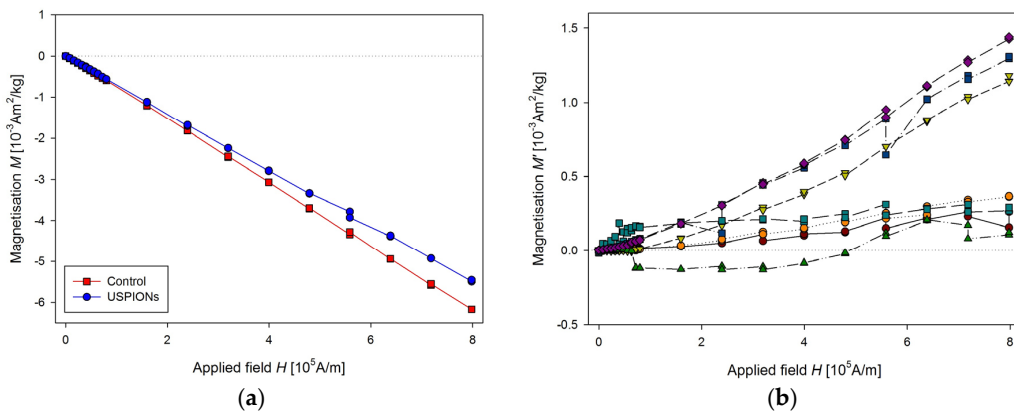 (a)
1
0
-1
-2
-3
-4
-5
-6
Magnetisation M [10⁻³Am²/kg]
Control
USPIONs
0
2
4
6
8
Applied field H [10⁵A/m]
(a)
(b)
1.5
1.0
0.5
0.0
-0.5
Magnetisation M' [10⁻³Am²/kg]
0
2
4
6
8
Applied field H [10⁵A/m]
(b)